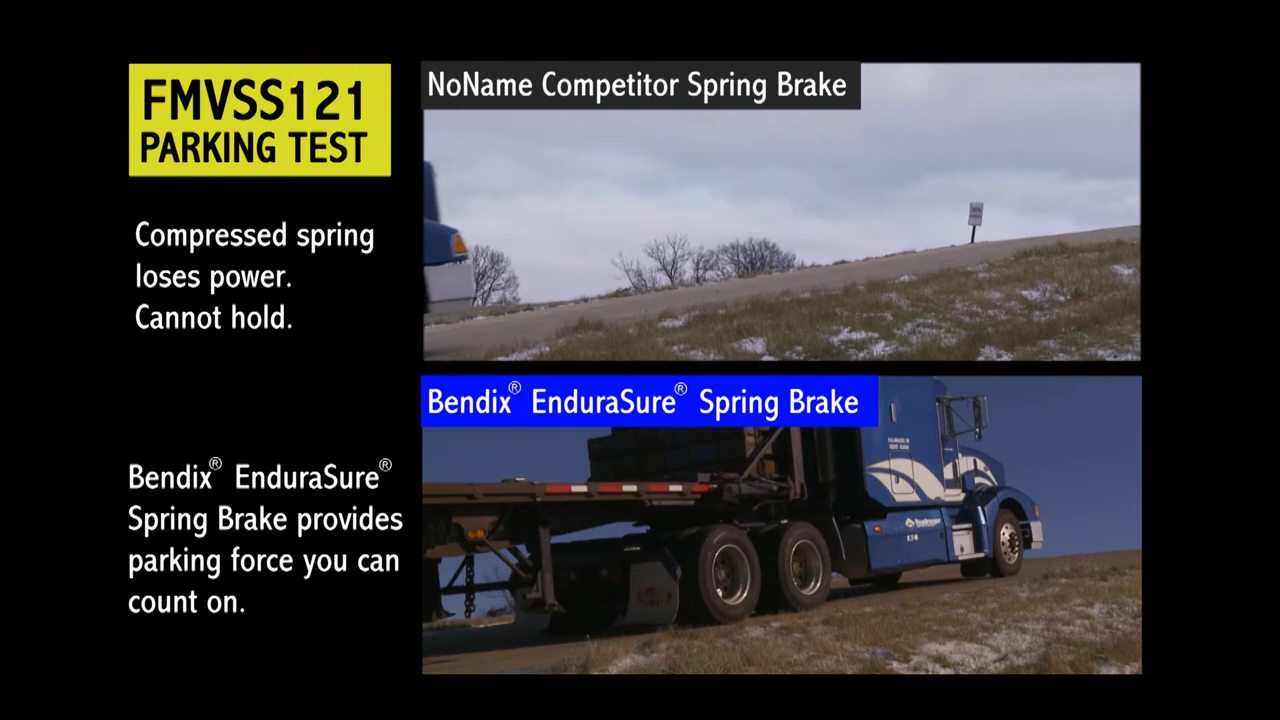 FMVSS121
PARKING TEST
NoName Competitor Spring Brake
Compressed spring
loses power.
Cannot hold.
Bendix® EnduraSure® Spring Brake
Bendix® EnduraSure®
Spring Brake provides
parking force you can
count on.